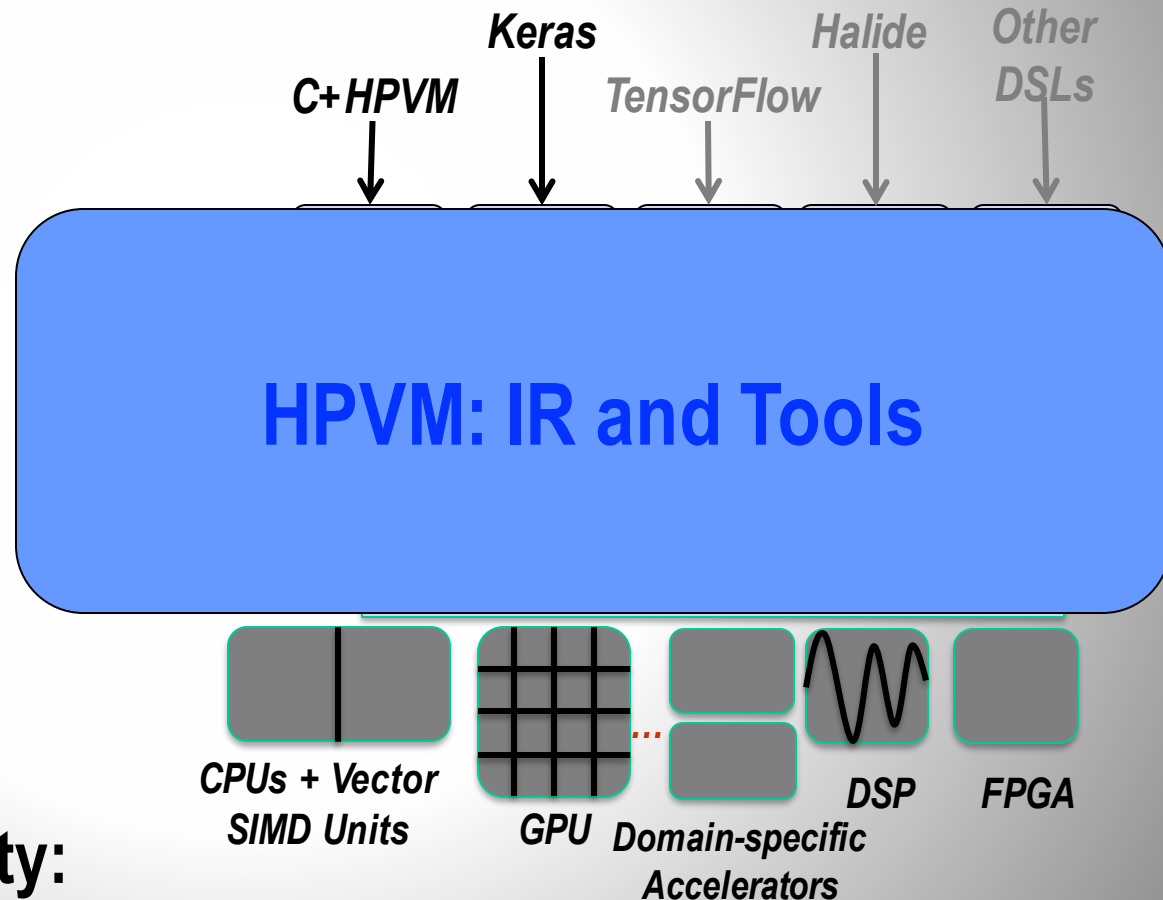 Keras
Halide
Other
DSLs
C+HPVM
TensorFlow
HPVM: IR and Tools
...
CPUs + Vector
SIMD Units
GPU
Domain-specific
Accelerators
DSP
FPGA
ty: